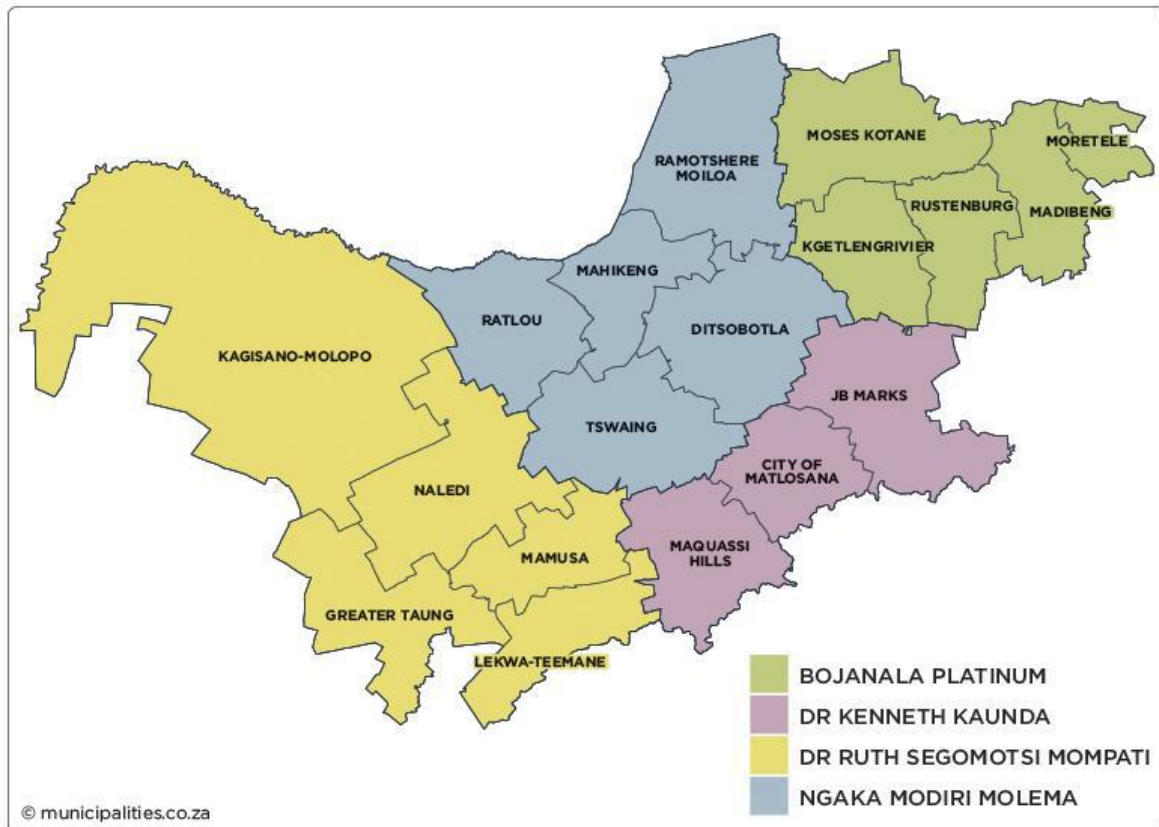 MOSES KOTANE
MORETELE
RAMOTSHERE
MOILOA
RUSTENBURG
MADIBENG
KGETLENGRIVIER
MAHIKENG
RATLOU
DITSOBOTLA
KAGISANO-MOLOPO
JB MARKS
TSWAING
CITY OF
MATLOSANA
NALEDI
MAQUASSI
HILLS
MAMUSA
GREATER TAUNG
LEKWA-TEEMANE
BOJANALA PLATINUM
DR KENNETH KAUNDA
DR RUTH SEGOMOTSI MOMPATI
NGAKA MODIRI MOLEMA
© municipalities.co.za